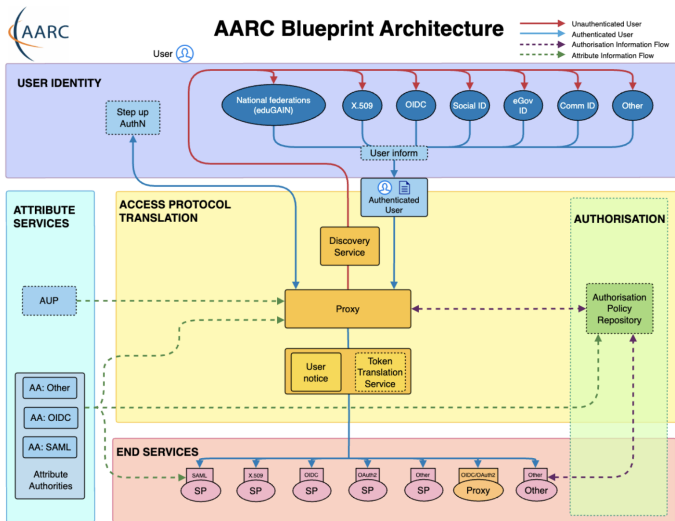 AARC
AARC Blueprint Architecture
User
Unauthenticated User
Authenticated User
Authorisation Information Flow
Attribute Information Flow
USER IDENTITY
Step up
AuthN
National federations
(eduGAIN)
X.509
OIDC
Social ID
eGov
ID
Comm ID
Other
User inform
Authenticated
User
ATTRIBUTE
SERVICES
ACCESS PROTOCOL
TRANSLATION
AUTHORISATION
Discovery
Service
AUP
Proxy
Authorisation
Policy
Repository
User
notice
Token
Translation
Service
AA: Other
AA: OIDC
AA: SAML
Attribute
Authorities
END SERVICES
SAML
SP
X.509
SP
OIDC
SP
OAuth2
SP
Other
SP
OIDC/OAuth2
Proxy
Other
Other